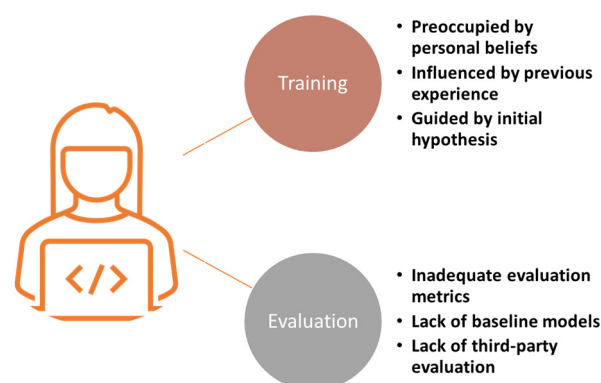 Training
• Preoccupied by
personal beliefs
• Influenced by previous
experience
• Guided by initial
hypothesis
</>
Evaluation
• Inadequate evaluation
metrics
• Lack of baseline models
• Lack of third-party
evaluation